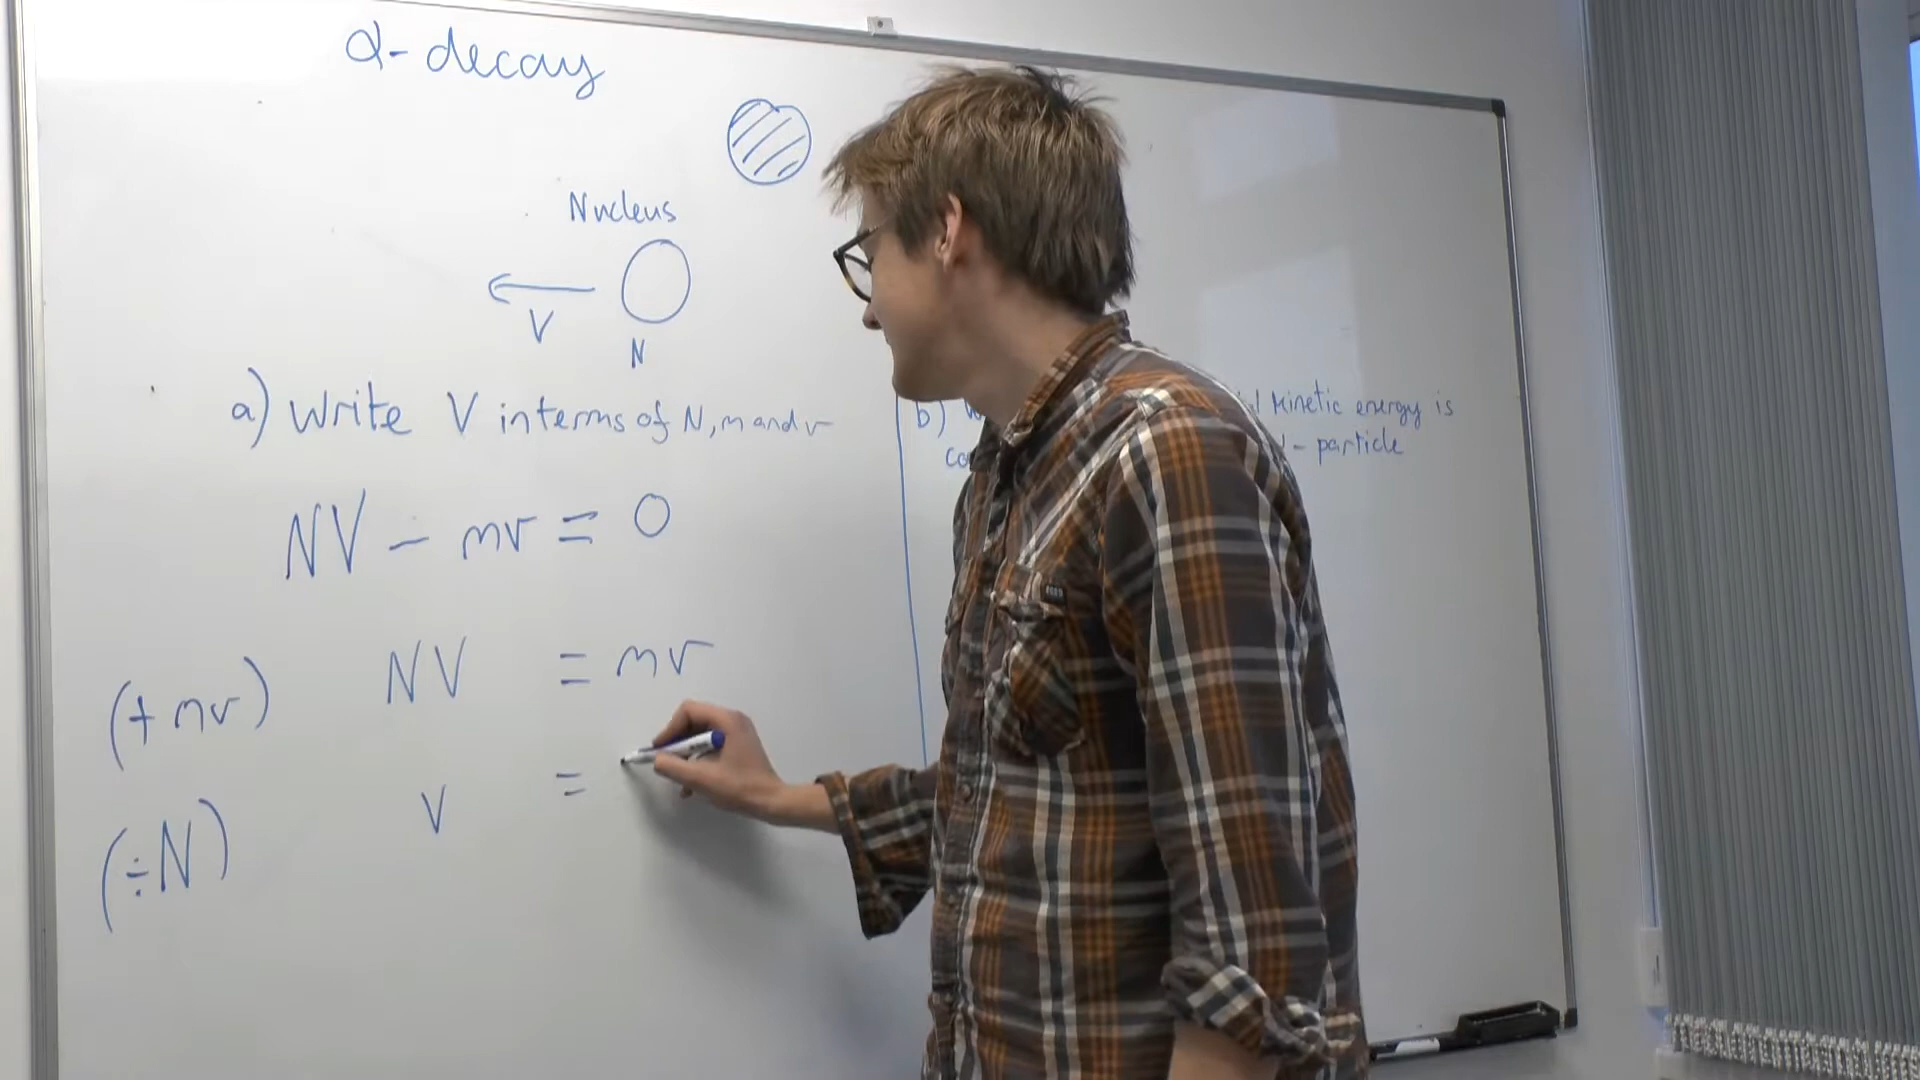 α-decay
Nucleus
V
N
a) Write V in terms of N, m and v
NV - mv = 0
(+mv) NV = mv
(÷N) V =
b) kinetic energy is
- particle